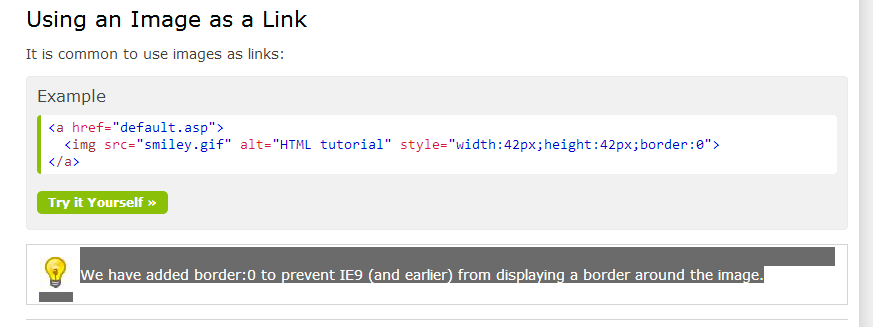 Using an Image as a Link
It is common to use images as links:
Example
<a href="default.asp">
  <img src="smiley.gif" alt="HTML tutorial" style="width:42px;height:42px;border:0">
</a>
Try it Yourself »
We have added border:0 to prevent IE9 (and earlier) from displaying a border around the image.